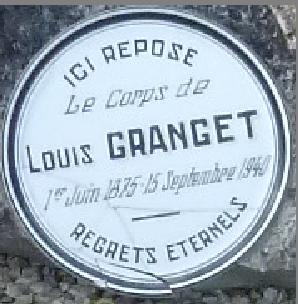 ICI REPOSE
Le Corps de
LOUIS GRANGET
1er Juin 1875-15 Septembre 1940
REGRETS ETERNELS